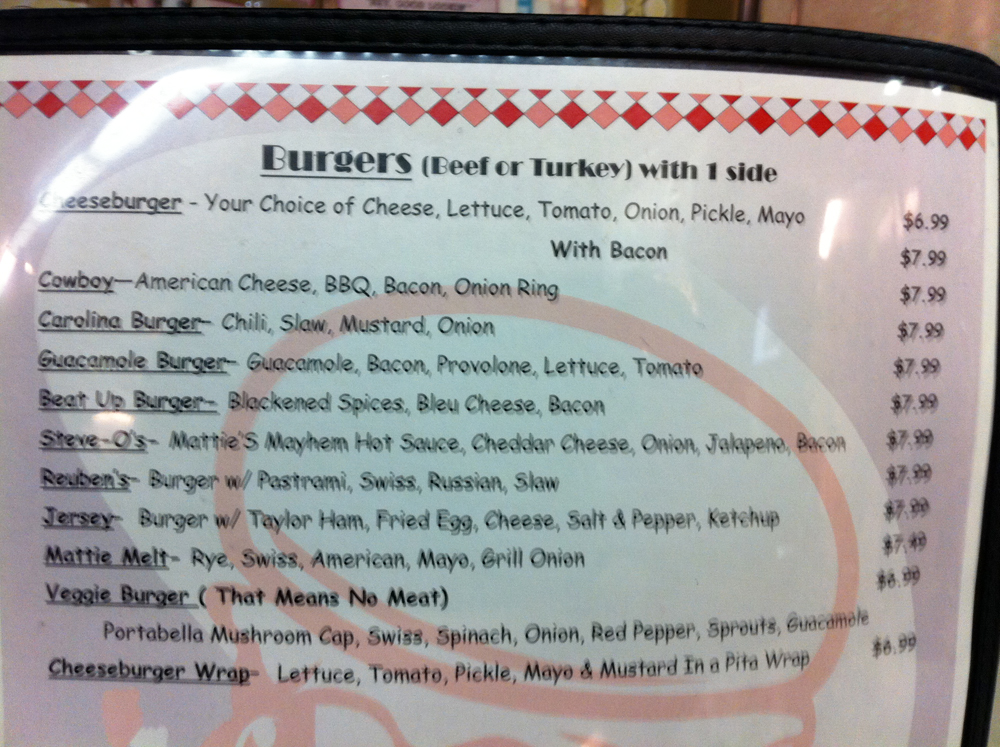 Burgers (Beef or Turkey) with 1 side
Cheeseburger - Your Choice of Cheese, Lettuce, Tomato, Onion, Pickle, Mayo $6.99
With Bacon $7.99
Cowboy—American Cheese, BBQ, Bacon, Onion Ring $7.99
Carolina Burger- Chili, Slaw, Mustard, Onion $7.99
Guacamole Burger- Guacamole, Bacon, Provolone, Lettuce, Tomato $7.99
Beat Up Burger- Blackened Spices, Bleu Cheese, Bacon $7.99
Steve-O's- Mattie'S Mayhem Hot Sauce, Cheddar Cheese, Onion, Jalapeno, Bacon $7.99
Reuben's- Burger w/ Pastrami, Swiss, Russian, Slaw $7.99
Jersey- Burger w/ Taylor Ham, Fried Egg, Cheese, Salt & Pepper, Ketchup $7.99
Mattie Melt- Rye, Swiss, American, Mayo, Grill Onion $7.49
Veggie Burger ( That Means No Meat) $6.99
Portabella Mushroom Cap, Swiss, Spinach, Onion, Red Pepper, Sprouts, Guacamole
Cheeseburger Wrap- Lettuce, Tomato, Pickle, Mayo & Mustard In a Pita Wrap $6.99